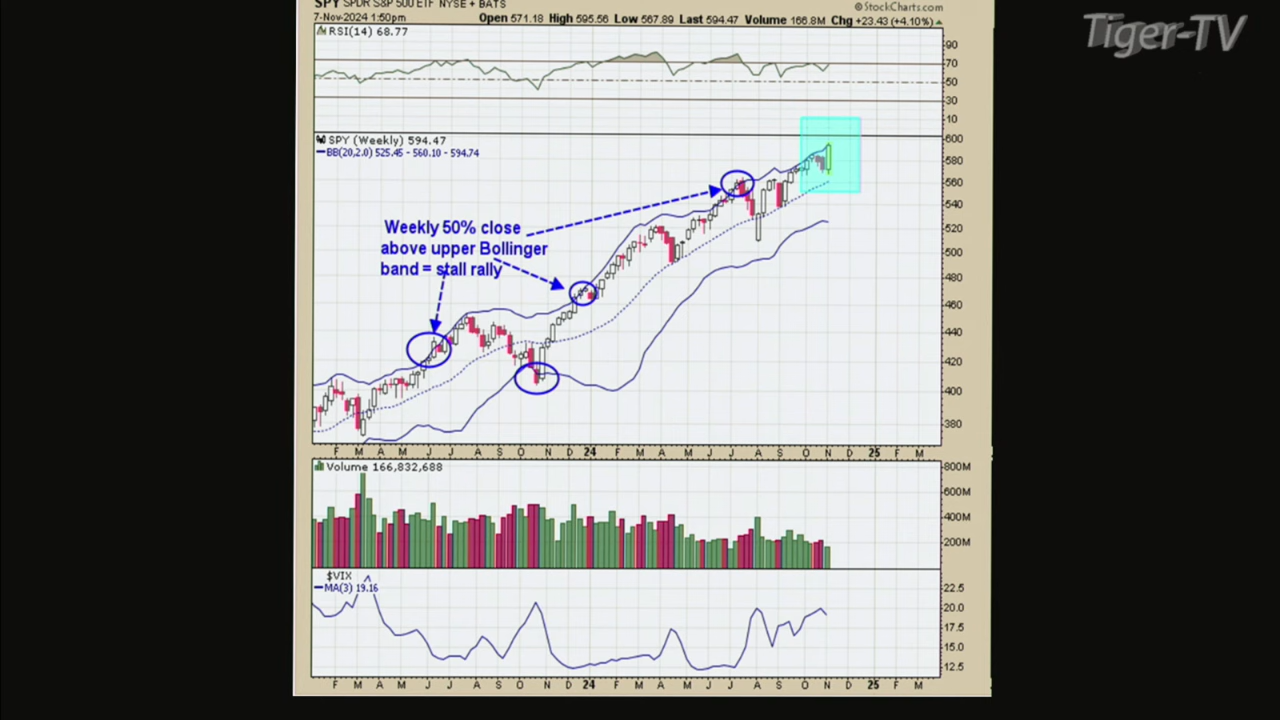 SPY SPDR S&P 500 ETF NYSE + BATS
© StockCharts.com
7-Nov-2024 1:50pm
Open 571.18 High 595.56 Low 567.89 Last 594.47 Volume 166.8M Chg +23.43 (+4.10%)
Tiger-TV
RSI(14) 68.77
90
70
50
30
10
SPY (Weekly) 594.47
BB(20,2.0) 525.45 - 560.10 - 594.74
600
580
560
540
520
500
480
460
440
420
400
380
Weekly 50% close
above upper Bollinger
band = stall rally
F M A M J J A S O N D 24 F M A M J J A S O N D 25 F M
Volume 166,832,688
800M
600M
400M
200M
$VIX
MA(3) 19.16
22.5
20.0
17.5
15.0
12.5
F M A M J J A S O N D 24 F M A M J J A S O N D 25 F M